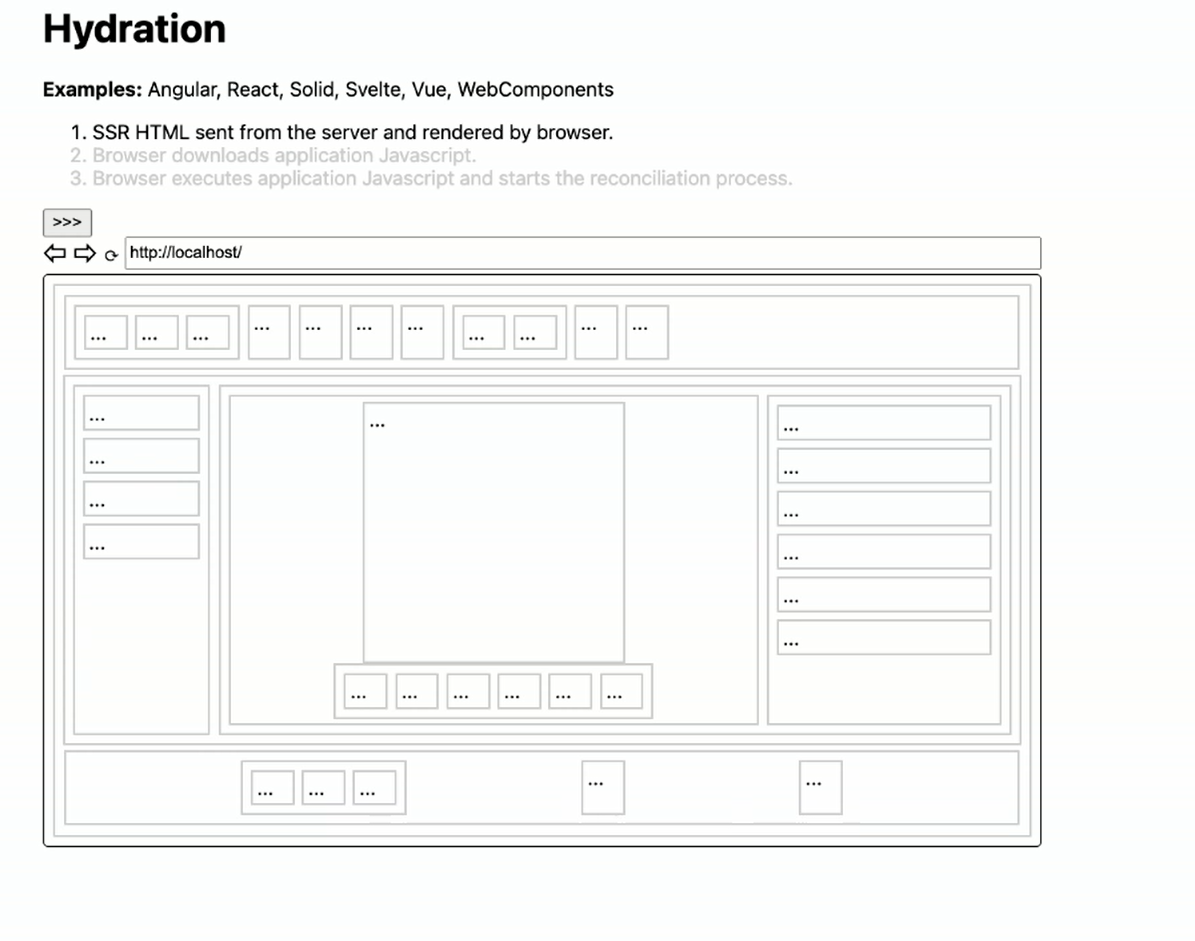 Hydration
Examples: Angular, React, Solid, Svelte, Vue, WebComponents
1. SSR HTML sent from the server and rendered by browser.
2. Browser downloads application Javascript.
3. Browser executes application Javascript and starts the reconciliation process.
>>>
http://localhost/
... ... ... ... ... ... ... ... ... ... ...
... ... ...
...
...
...
...
...
... ... ... ... ... ...
... ... ... ... ...